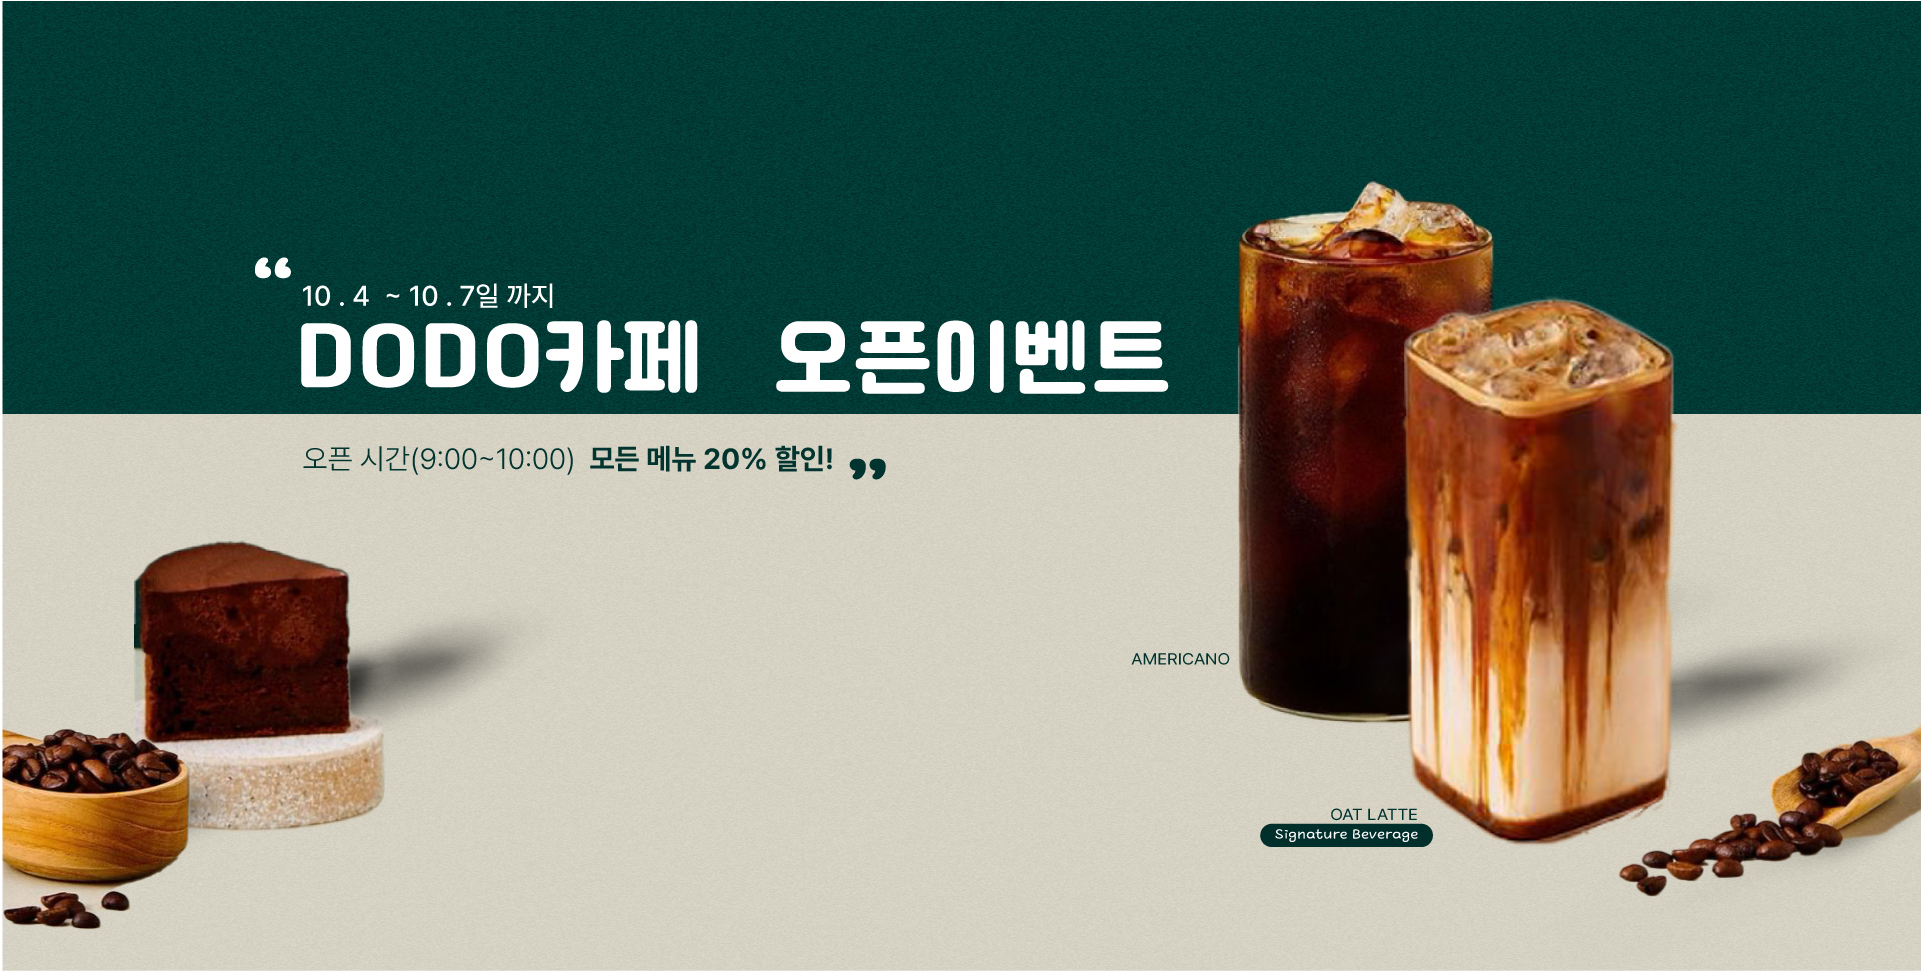 “
10 . 4 ~ 10 . 7일 까지
DODO카페 오픈이벤트
오픈 시간(9:00~10:00) 모든 메뉴 20% 할인! ”
AMERICANO
OAT LATTE
Signature Beverage